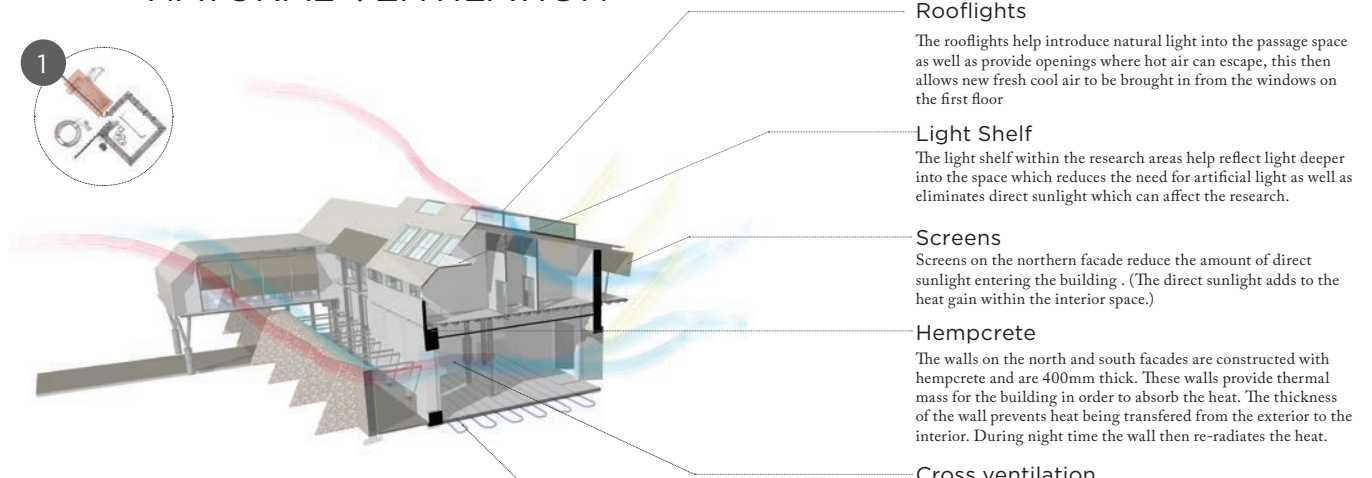 NATURAL VENTILATION
1
Rooflights
The rooflights help introduce natural light into the passage space
as well as provide openings where hot air can escape, this then
allows new fresh cool air to be brought in from the windows on
the first floor
Light Shelf
The light shelf within the research areas help reflect light deeper
into the space which reduces the need for artificial light as well as
eliminates direct sunlight which can affect the research.
Screens
Screens on the northern facade reduce the amount of direct
sunlight entering the building . (The direct sunlight adds to the
heat gain within the interior space.)
Hempcrete
The walls on the north and south facades are constructed with
hempcrete and are 400mm thick. These walls provide thermal
mass for the building in order to absorb the heat. The thickness
of the wall prevents heat being transfered from the exterior to the
interior. During night time the wall then re-radiates the heat.
Cross ventilation